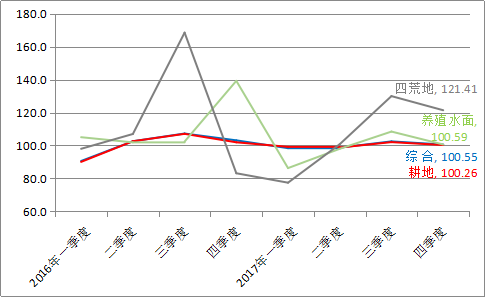 180.0
160.0
140.0
120.0
100.0
80.0
60.0
四荒地, 121.41
养殖水面,
100.59
综 合, 100.55
耕地, 100.26
2016年一季度
二季度
三季度
四季度
2017年一季度
二季度
三季度
四季度